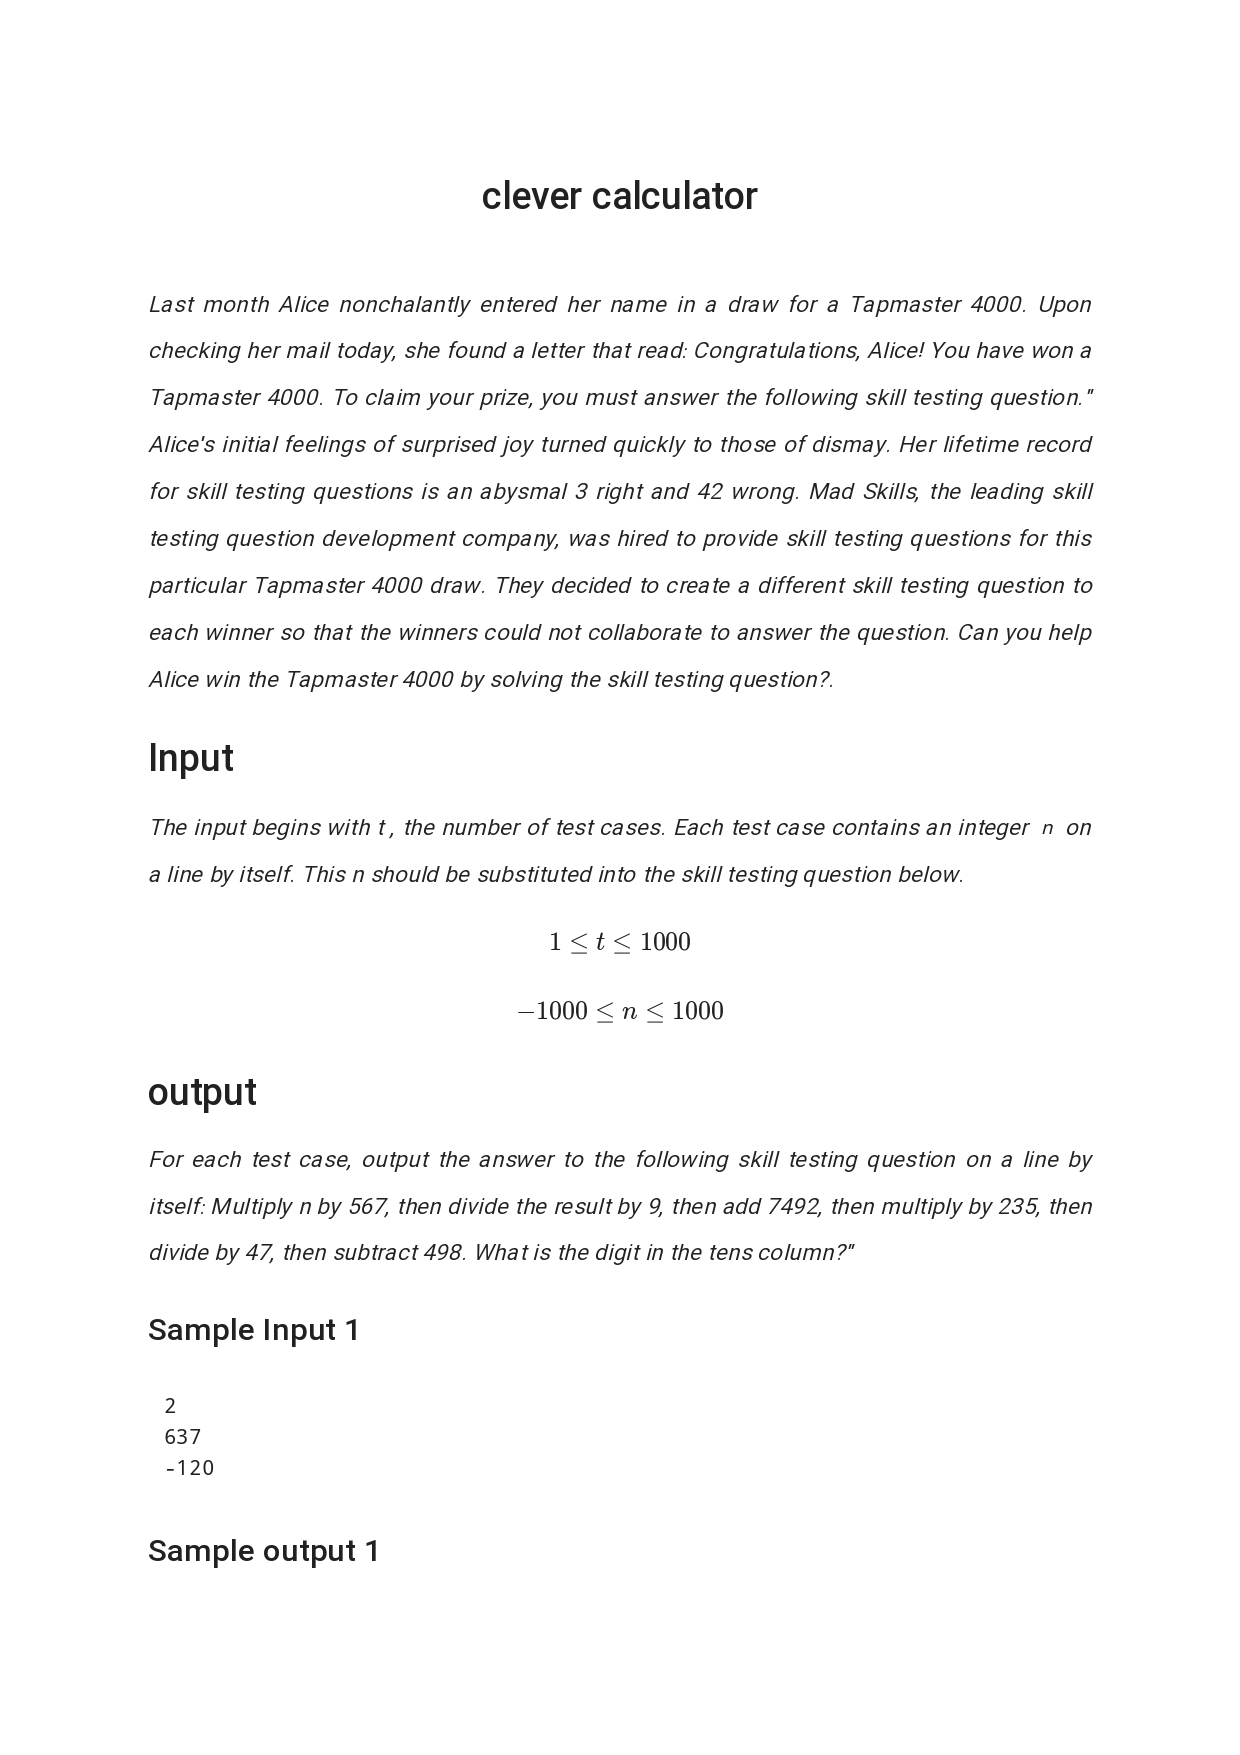 clever calculator
Last month Alice nonchalantly entered her name in a draw for a Tapmaster 4000. Upon
checking her mail today, she found a letter that read: Congratulations, Alice! You have won a
Tapmaster 4000. To claim your prize, you must answer the following skill testing question."
Alice's initial feelings of surprised joy turned quickly to those of dismay. Her lifetime record
for skill testing questions is an abysmal 3 right and 42 wrong. Mad Skills, the leading skill
testing question development company, was hired to provide skill testing questions for this
particular Tapmaster 4000 draw. They decided to create a different skill testing question to
each winner so that the winners could not collaborate to answer the question. Can you help
Alice win the Tapmaster 4000 by solving the skill testing question?.
Input
The input begins with t , the number of test cases. Each test case contains an integer n on
a line by itself. This n should be substituted into the skill testing question below.
1 ≤ t ≤ 1000
−1000 ≤ n ≤ 1000
output
For each test case, output the answer to the following skill testing question on a line by
itself: Multiply n by 567, then divide the result by 9, then add 7492, then multiply by 235, then
divide by 47, then subtract 498. What is the digit in the tens column?"
Sample Input 1
2
637
-120
Sample output 1